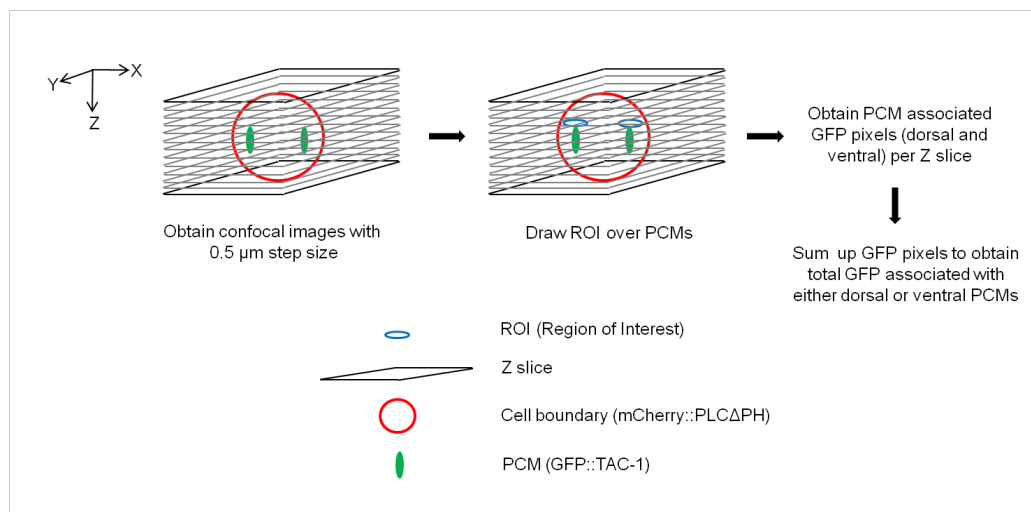 X
Y
Z
Obtain confocal images with
0.5 µm step size
Draw ROI over PCMs
Obtain PCM associated
GFP pixels (dorsal and
ventral) per Z slice
Sum up GFP pixels to obtain
total GFP associated with
either dorsal or ventral PCMs
ROI (Region of Interest)
Z slice
Cell boundary (mCherry::PLCΔPH)
PCM (GFP::TAC-1)